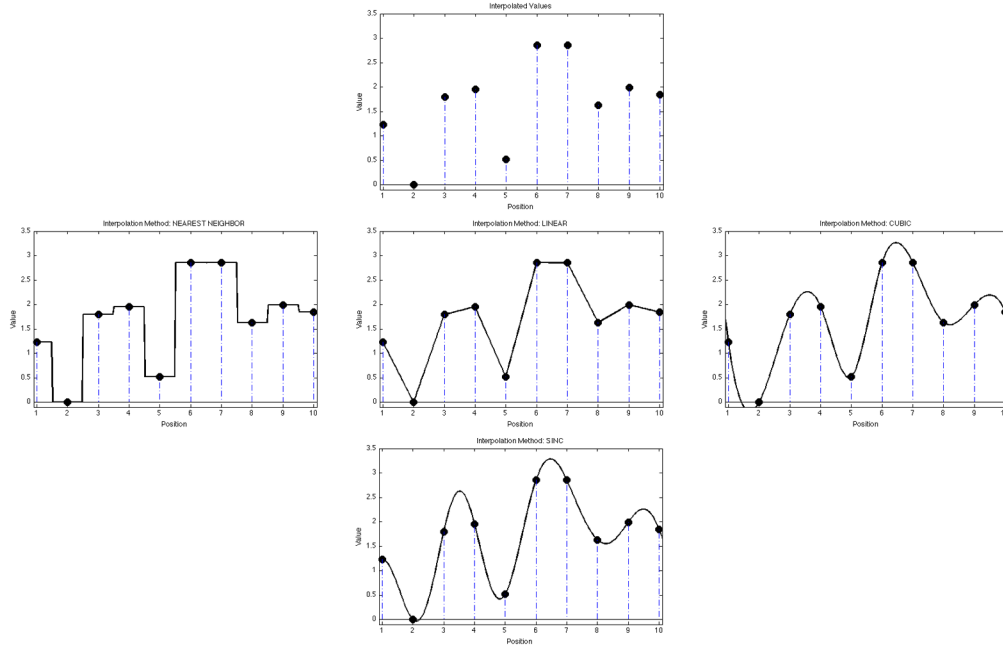 Interpolated Values
3.5
3
2.5
2
1.5
1
0.5
0
Value
1 2 3 4 5 6 7 8 9 10
Position
Interpolation Method: NEAREST NEIGHBOR
3.5
3
2.5
2
1.5
1
0.5
0
Value
1 2 3 4 5 6 7 8 9 10
Position
Interpolation Method: LINEAR
3.5
3
2.5
2
1.5
1
0.5
0
Value
1 2 3 4 5 6 7 8 9 10
Position
Interpolation Method: CUBIC
3.5
3
2.5
2
1.5
1
0.5
0
Value
1 2 3 4 5 6 7 8 9 10
Position
Interpolation Method: SINC
3.5
3
2.5
2
1.5
1
0.5
0
Value
1 2 3 4 5 6 7 8 9 10
Position